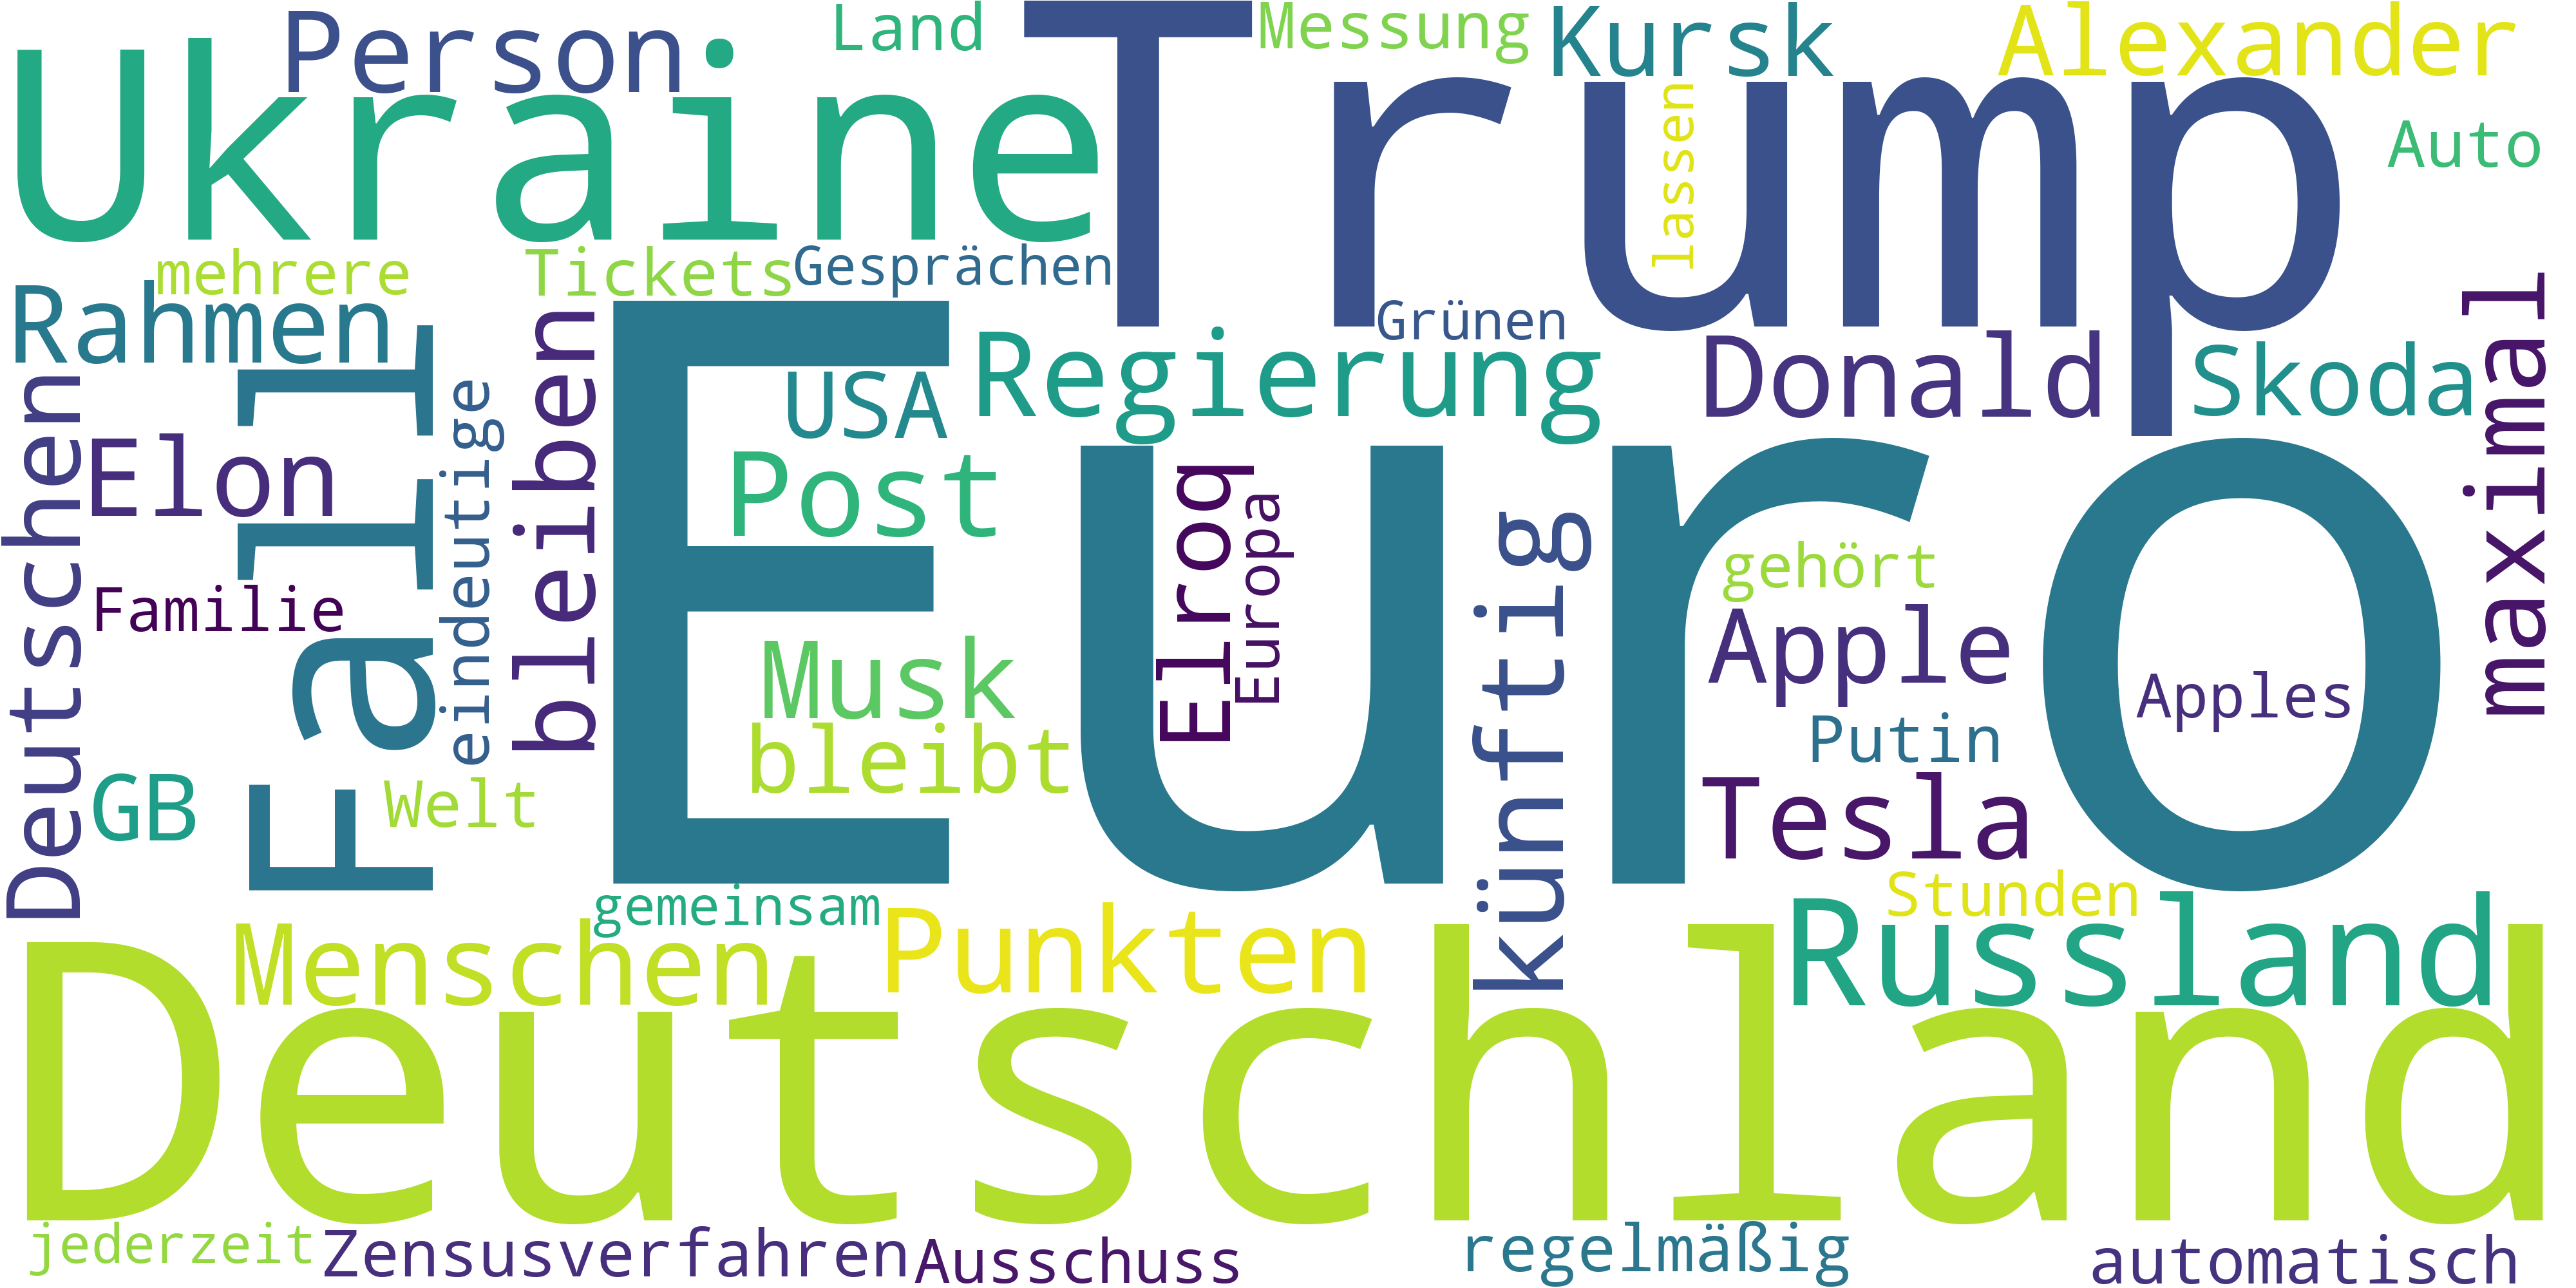 Person
Land
Messung
Kursk
Alexander
Ukraine
Trump
lassen
Auto
mehrere
Tickets
Gesprächen
Rahmen
Grünen
Regierung
Donald
Skoda
maximal
Deutschen
Elon
Fall
eindeutige
bleiben
USA
Post
Euro
Elroq
Europa
künftig
gehört
Familie
Musk
Apple
Apples
bleibt
Putin
GB
Welt
Tesla
Stunden
gemeinsam
Menschen
Punkten
Russland
Deutschland
jederzeit
Zensusverfahren
Ausschuss
regelmäßig
automatisch